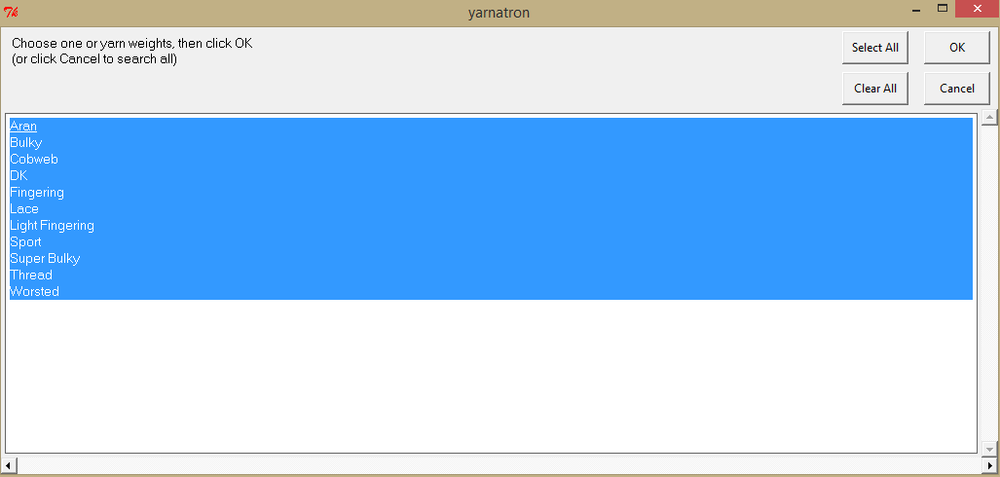 yarnatron
Choose one or yarn weights, then click OK
(or click Cancel to search all)
Select All
OK
Clear All
Cancel
Aran
Bulky
Cobweb
DK
Fingering
Lace
Light Fingering
Sport
Super Bulky
Thread
Worsted